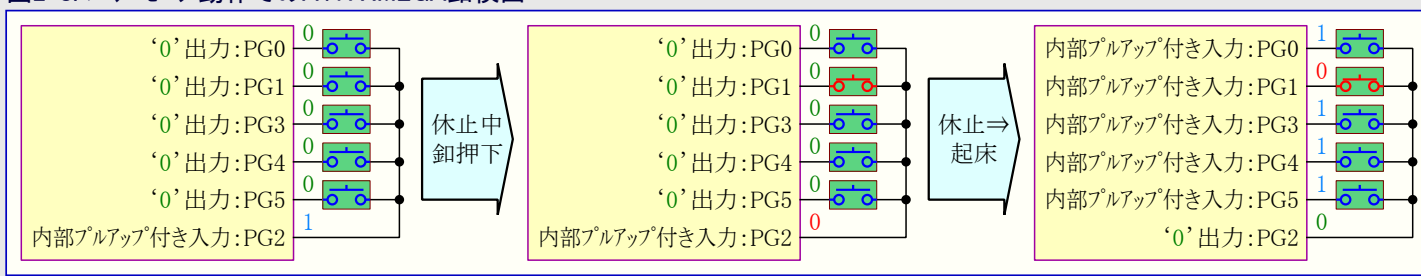 '0'出力:PG0 0
'0'出力:PG1 0
'0'出力:PG3 0
'0'出力:PG4 0
'0'出力:PG5 0
内部プルアップ付き入力:PG2 1
休止中
釦押下
'0'出力:PG0 0
'0'出力:PG1 0
'0'出力:PG3 0
'0'出力:PG4 0
'0'出力:PG5 0
内部プルアップ付き入力:PG2 0
休止⇒
起床
内部プルアップ付き入力:PG0 1
内部プルアップ付き入力:PG1 0
内部プルアップ付き入力:PG3 1
内部プルアップ付き入力:PG4 1
内部プルアップ付き入力:PG5 1
'0'出力:PG2 0